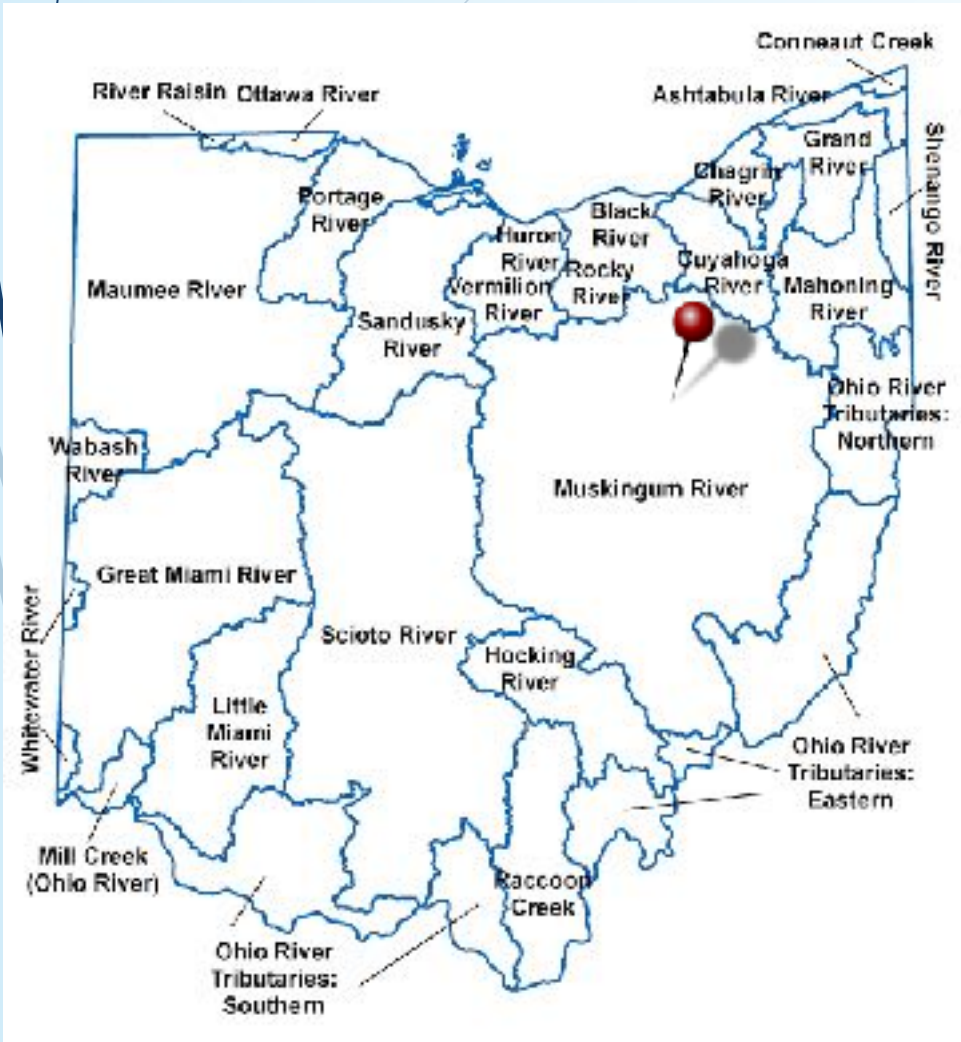 Conneaut Creek
River Raisin
Ottawa River
Ashtabula River
Grand
River
Shenango River
Chagrin
River
Portage
River
Black
River
Huron
River
Cuyahoga
River
Rocky
River
Maumee River
Vermilion
River
Mahoning
River
Sandusky
River
Ohio River
Tributaries:
Northern
Wabash
River
Muskingum River
Great Miami River
Whitewater River
Scioto River
Hocking
River
Little
Miami
River
Ohio River
Tributaries:
Eastern
Mill Creek
(Ohio River)
Raccoon
Creek
Ohio River
Tributaries:
Southern